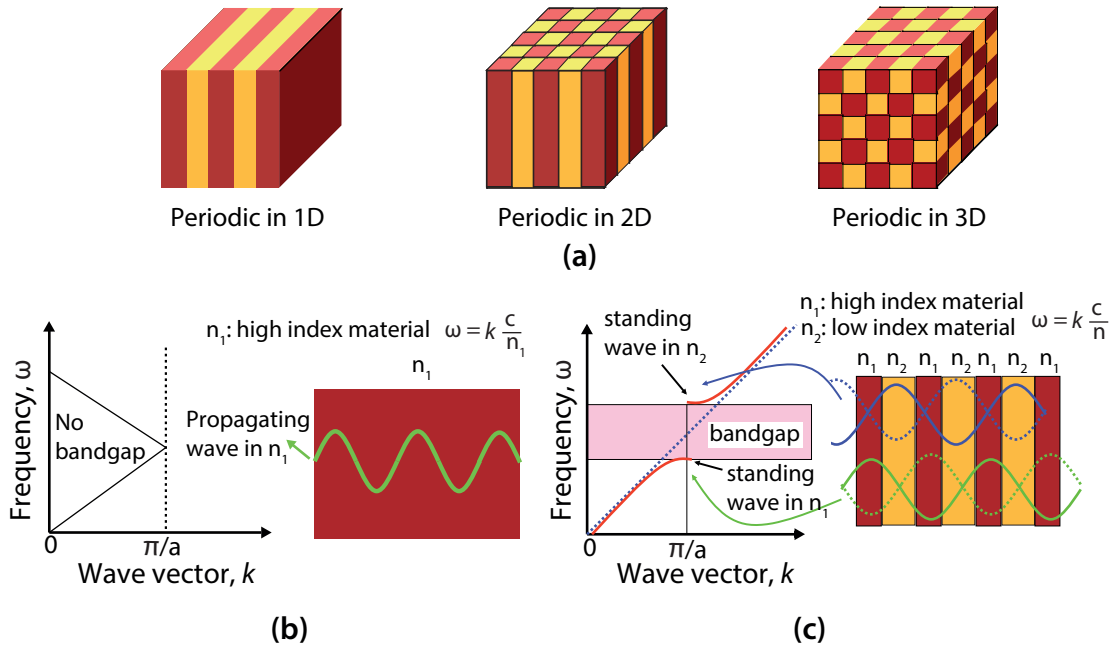 Periodic in 1D
Periodic in 2D
Periodic in 3D
(a)
n₁: high index material ω = k c/n₁
n₁
Frequency, ω
No
bandgap
Propagating
wave in n₁
0
π/a
Wave vector, k
(b)
n₁: high index material
n₂: low index material ω = k c/n
standing
wave in n₂
n₁ n₂ n₁ n₂ n₁ n₂ n₁
Frequency, ω
bandgap
standing
wave in n₁
0
π/a
Wave vector, k
(c)